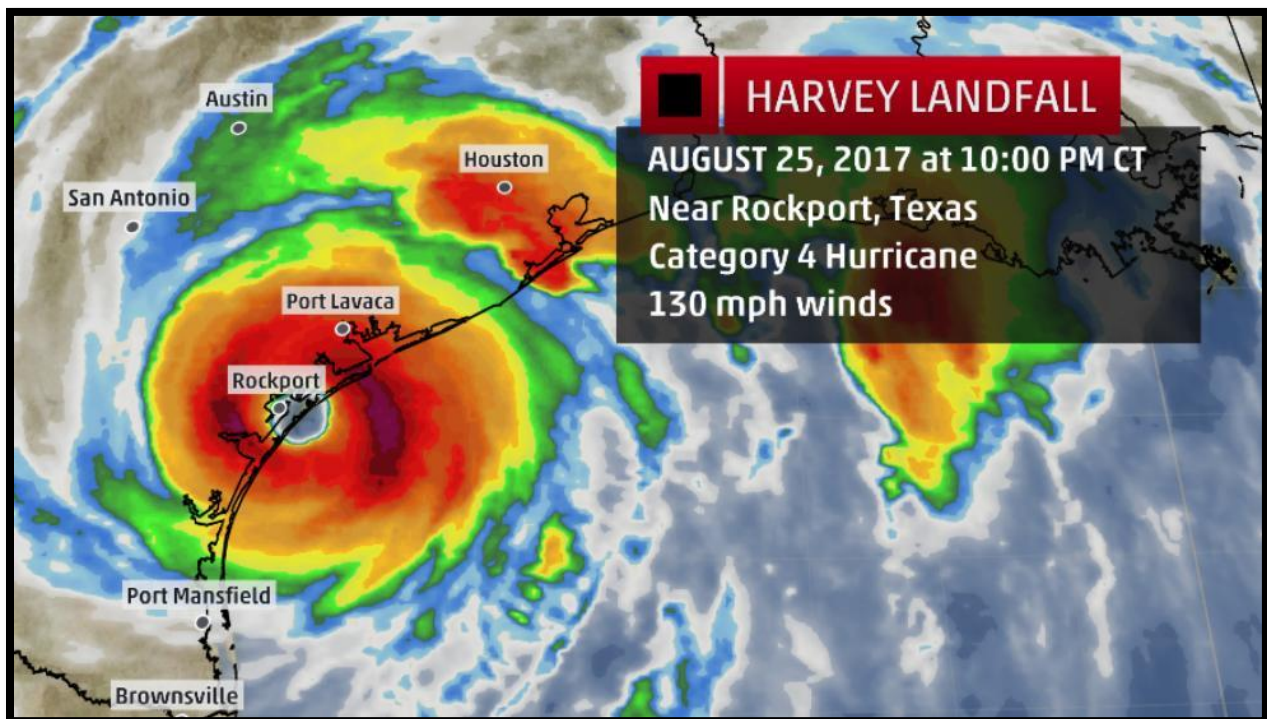 HARVEY LANDFALL
AUGUST 25, 2017 at 10:00 PM CT
Near Rockport, Texas
Category 4 Hurricane
130 mph winds
Austin
Houston
San Antonio
Port Lavaca
Rockport
Port Mansfield
Brownsville